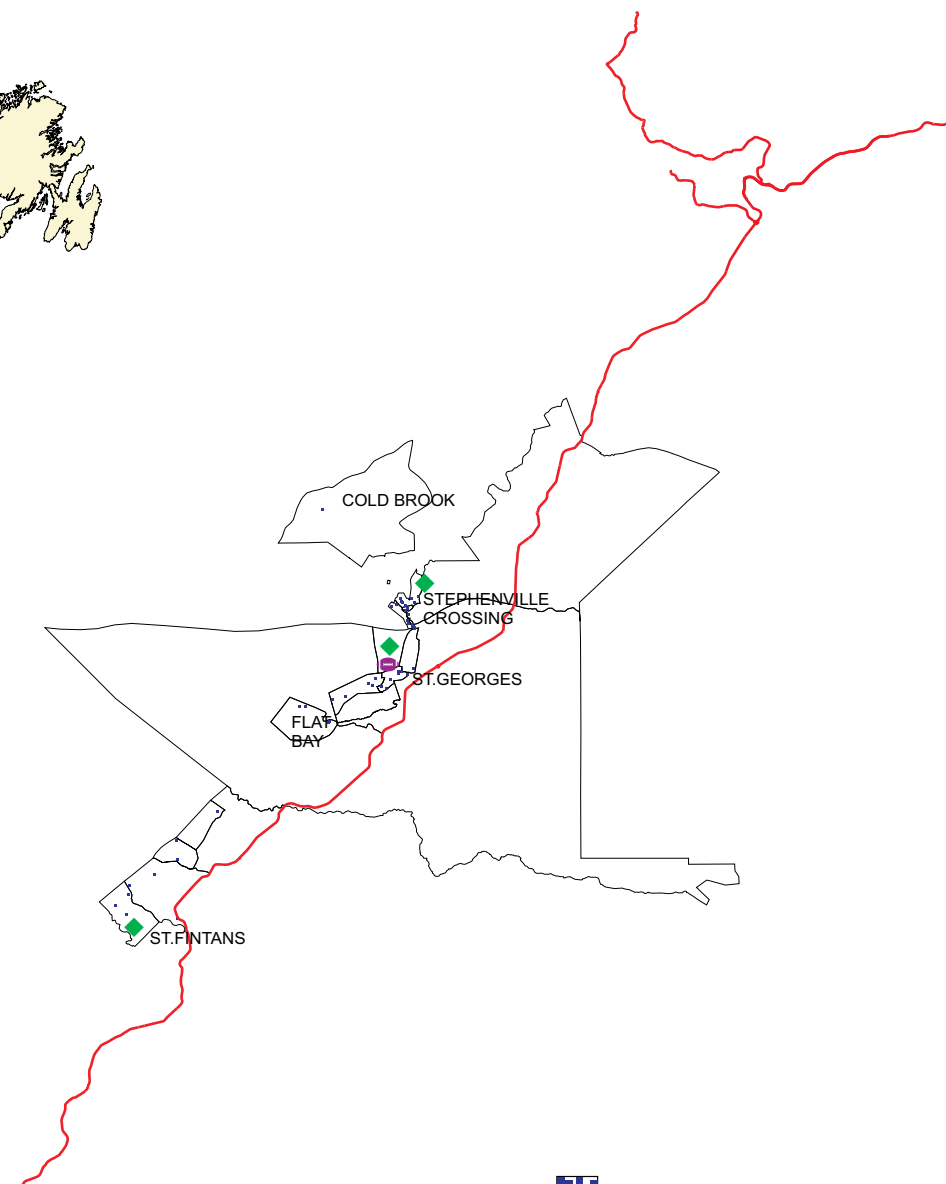 COLD BROOK
STEPHENVILLE
CROSSING
ST.GEORGES
FLAT
BAY
ST.FINTANS